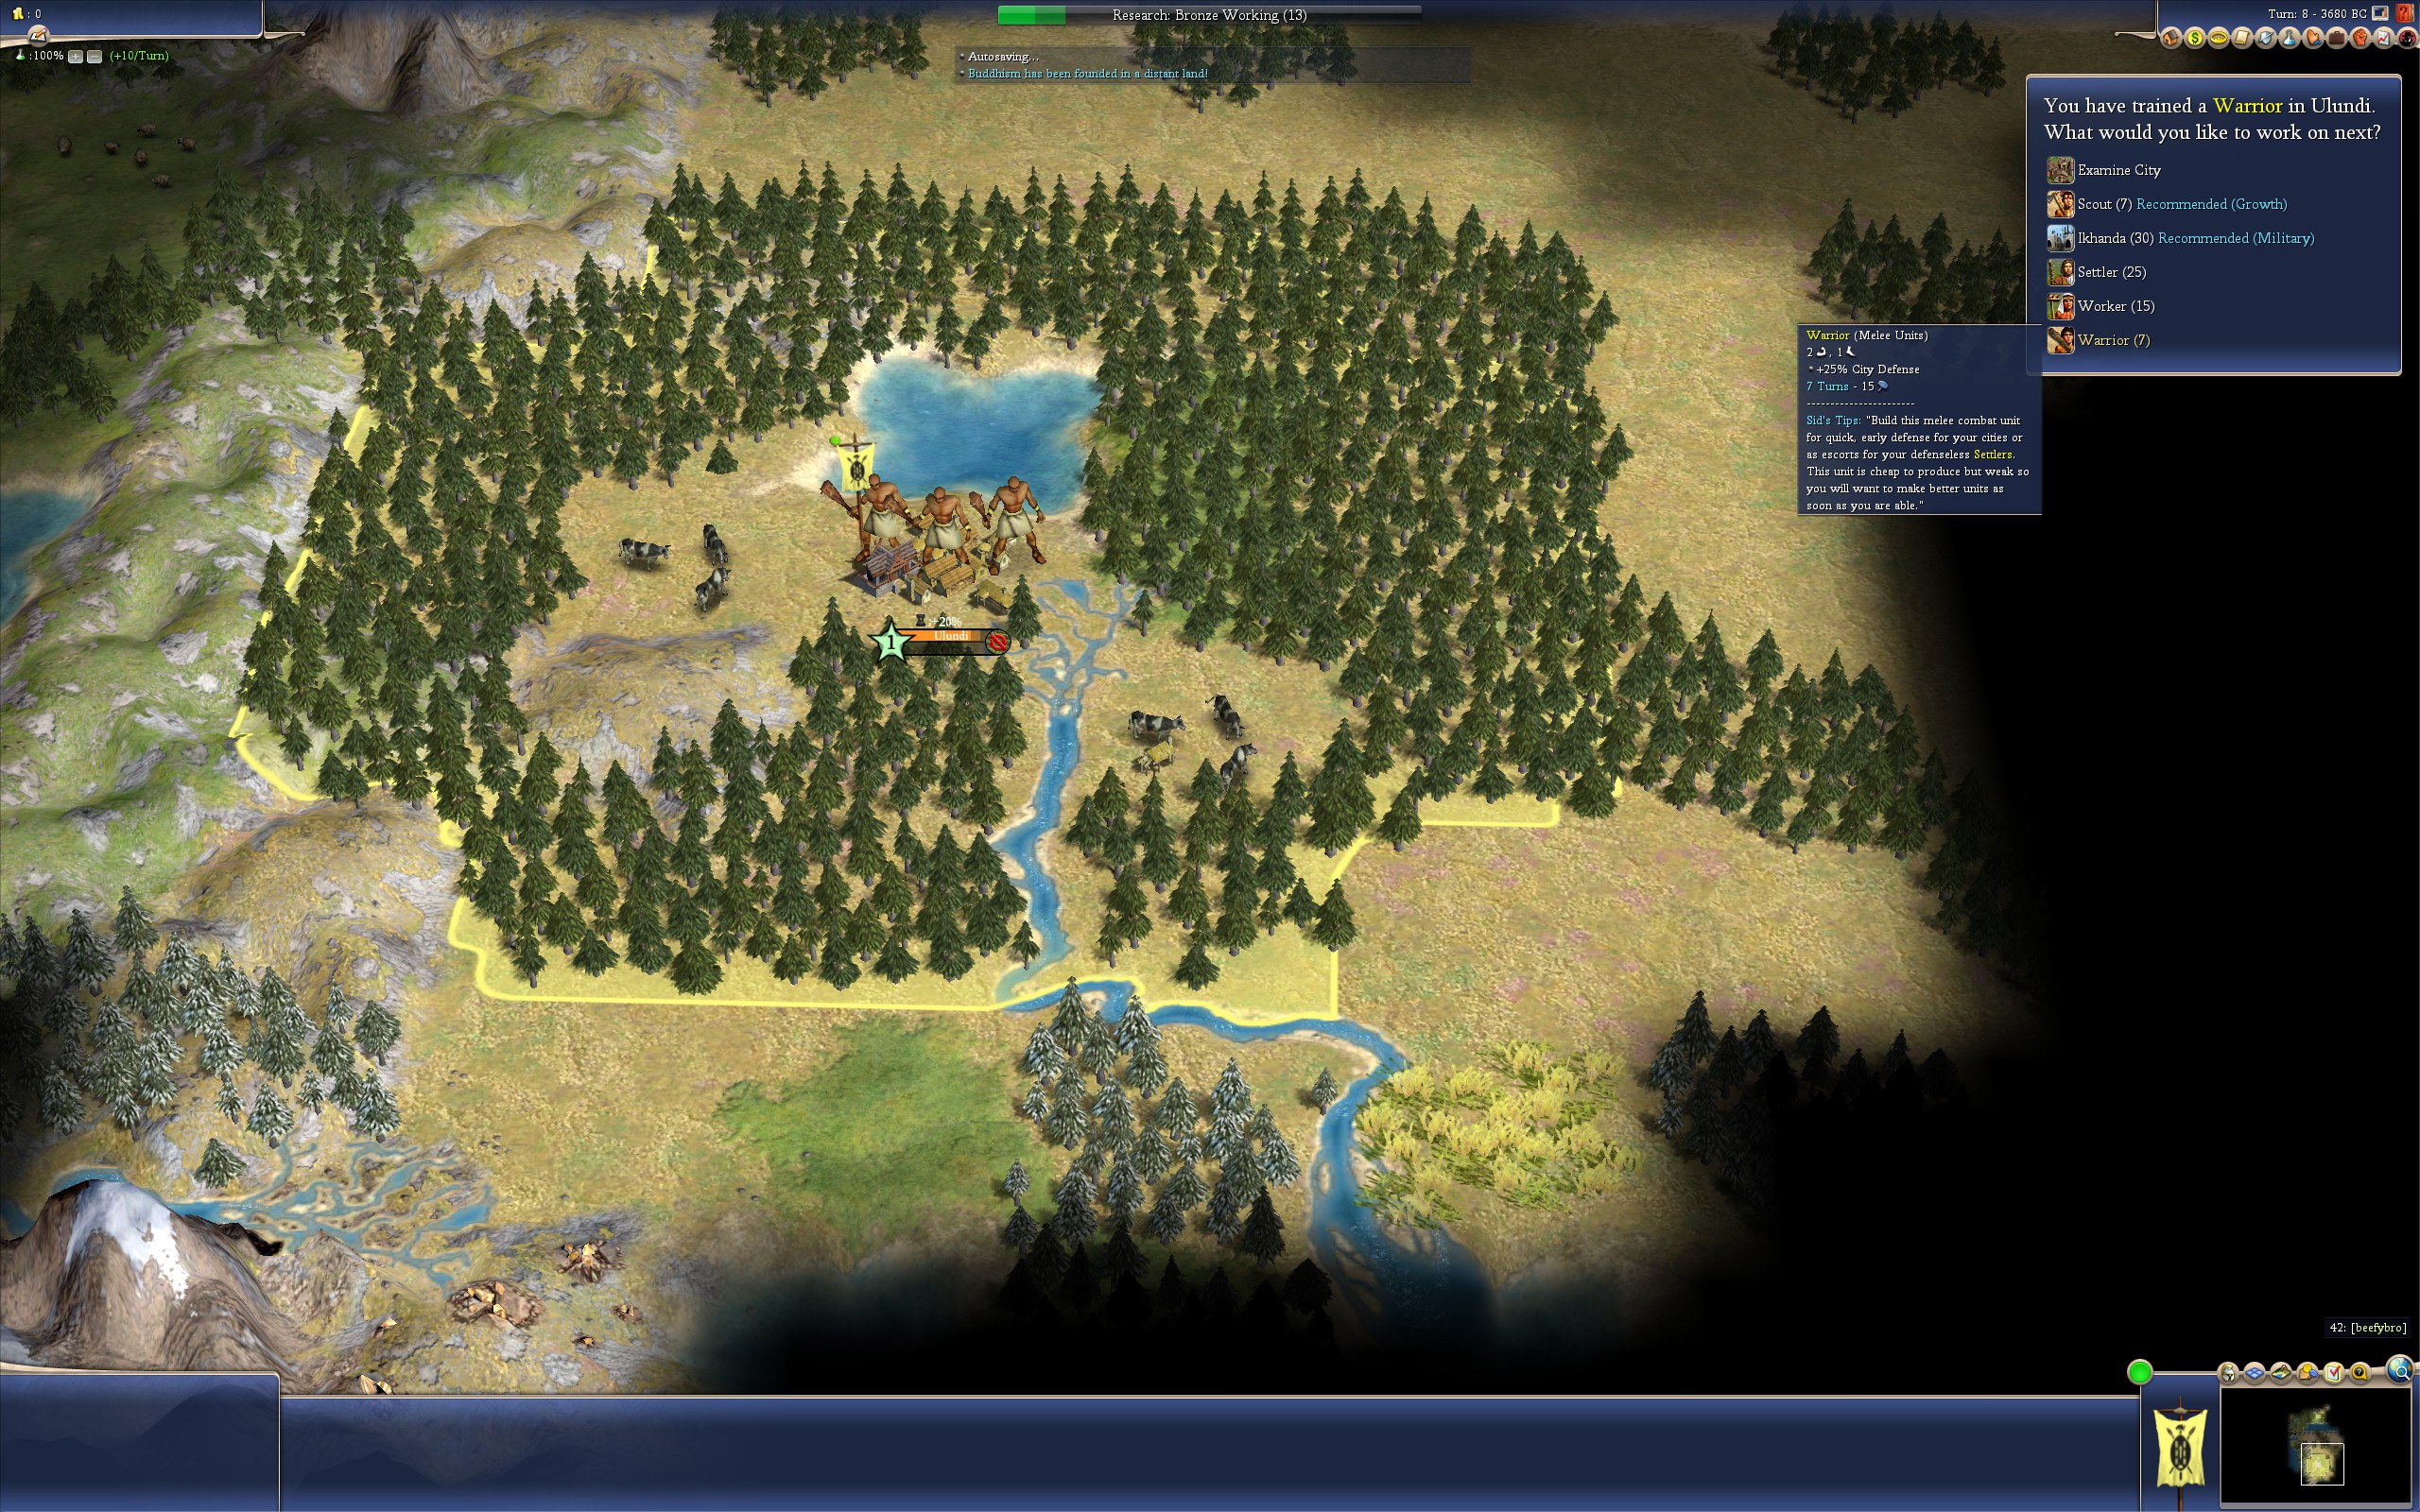 : 0
Research: Bronze Working (13)
Turn: 8 - 3680 BC
:100%
(+10/Turn)
Autosaving...
Buddhism has been founded in a distant land!
You have trained a Warrior in Ulundi.
What would you like to work on next?
Examine City
Scout (7) Recommended (Growth)
Ikhanda (30) Recommended (Military)
Settler (25)
Worker (15)
Warrior (7)
Warrior (Melee Units)
2 , 1
+25% City Defense
7 Turns - 15
-----------------------
Sid's Tips: "Build this melee combat unit
for quick, early defense for your cities or
as escorts for your defenseless Settlers.
This unit is cheap to produce but weak so
you will want to make better units as
soon as you are able."
:+20%
1 Ulundi
42: [beefybro]